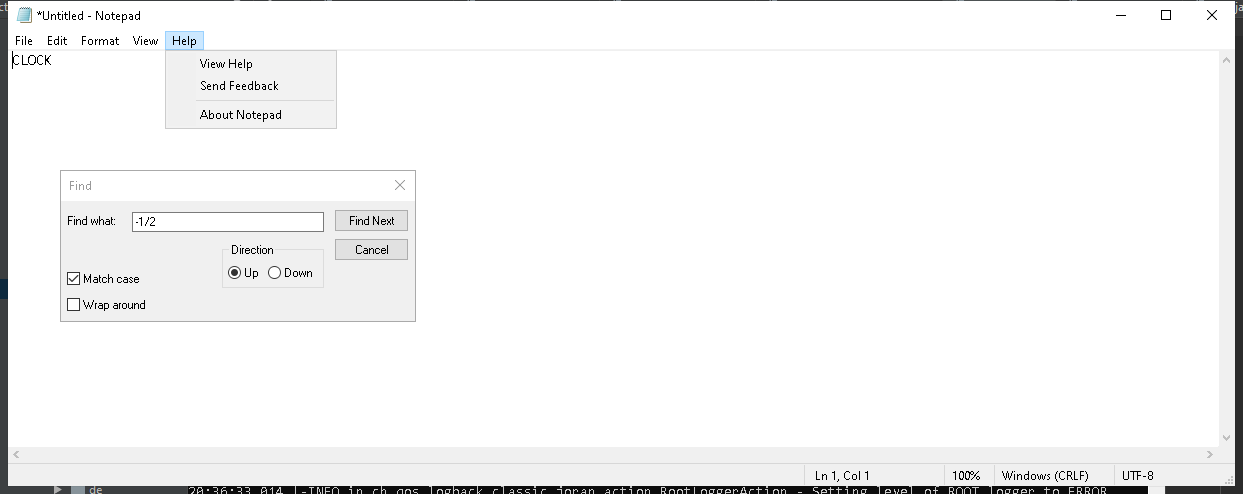 *Untitled - Notepad
File Edit Format View Help
CLOCK
View Help
Send Feedback
About Notepad
Find
Find what: -1/2 Find Next
Direction Cancel
Up Down
Match case
Wrap around
Ln 1, Col 1 100% Windows (CRLF) UTF-8
de 20:36:33,014 |-INFO in ch.qos.logback.classic.joran.action.RootLoggerAction - Setting level of ROOT logger to ERROR